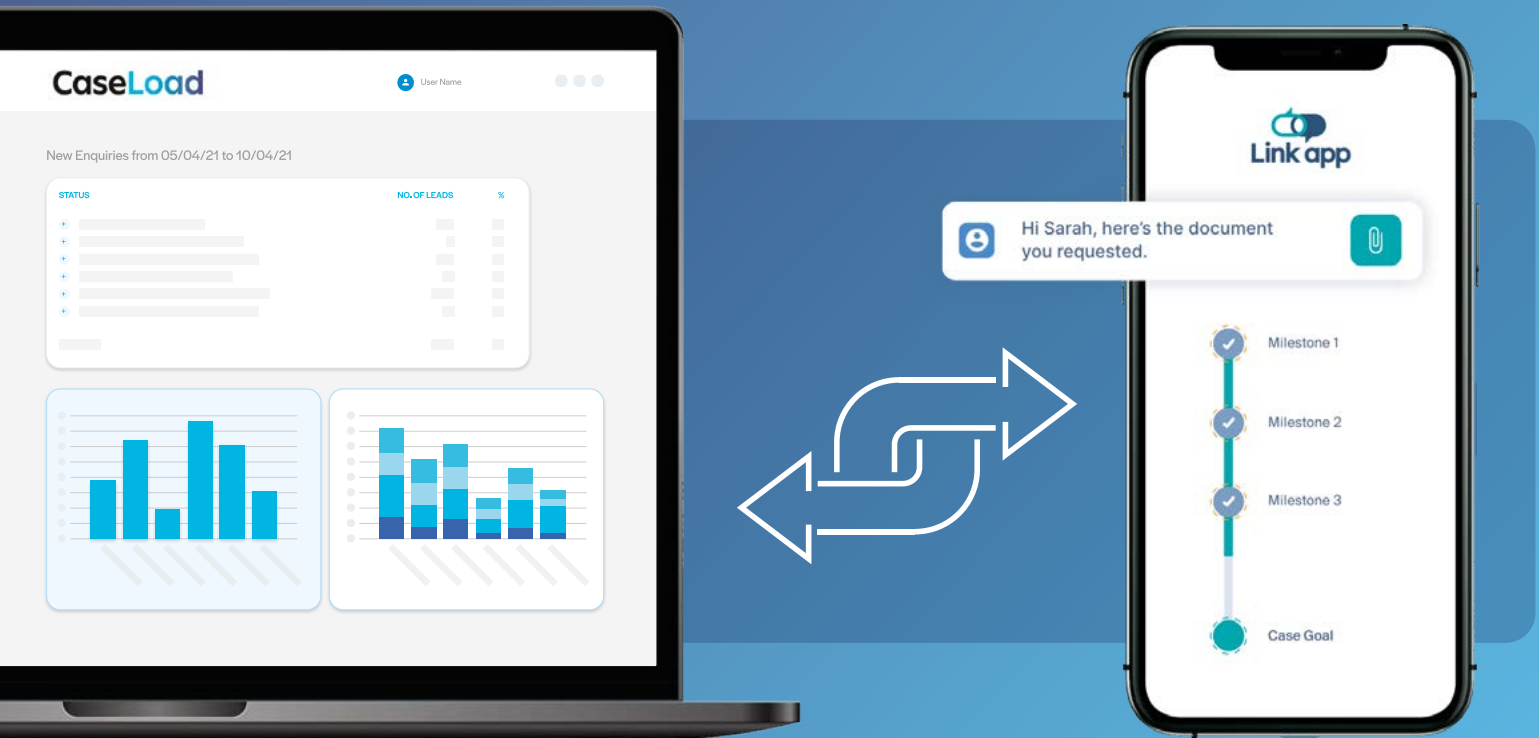 CaseLoad
User Name
New Enquiries from 05/04/21 to 10/04/21
STATUS
NO. OF LEADS
%
Link app
Hi Sarah, here's the document
you requested.
Milestone 1
Milestone 2
Milestone 3
Case Goal